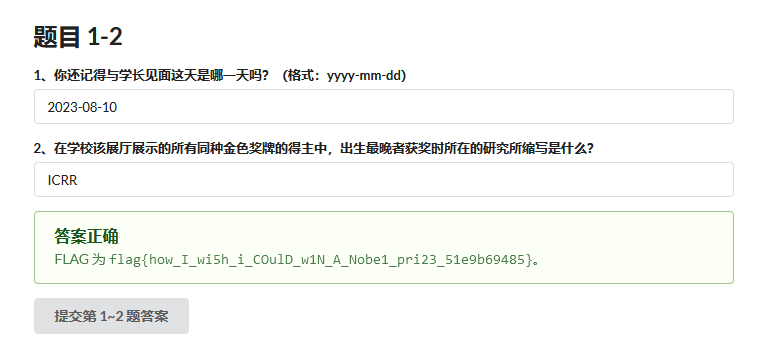 题目 1-2
1、你还记得与学长见面这天是哪一天吗？（格式：yyyy-mm-dd）
2023-08-10
2、在学校该展厅展示的所有同种金色奖牌的得主中，出生最晚者获奖时所在的研究所缩写是什么？
ICRR
答案正确
FLAG 为 flag{how_I_wi5h_i_COulD_w1N_A_Nobe1_pri23_51e9b69485}。
提交第 1~2 题答案